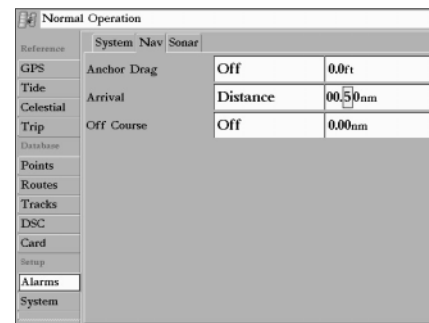 Normal Operation
System Nav Sonar
Reference
GPS
Tide
Celestial
Trip
Database
Points
Routes
Tracks
DSC
Card
Setup
Alarms
System
Anchor Drag Off 0.0ft
Arrival Distance 00.50nm
Off Course Off 0.00nm